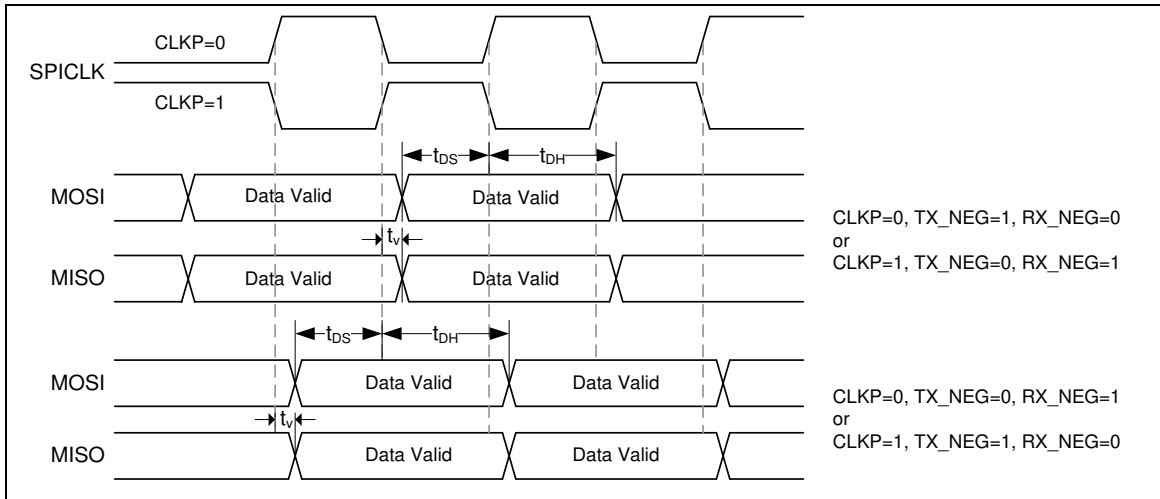 CLKP=0
SPICLK
CLKP=1
tDS tDH
MOSI Data Valid Data Valid
CLKP=0, TX_NEG=1, RX_NEG=0
or
CLKP=1, TX_NEG=0, RX_NEG=1
tv
MISO Data Valid Data Valid
tDS tDH
MOSI Data Valid Data Valid
CLKP=0, TX_NEG=0, RX_NEG=1
or
CLKP=1, TX_NEG=1, RX_NEG=0
tv
MISO Data Valid Data Valid